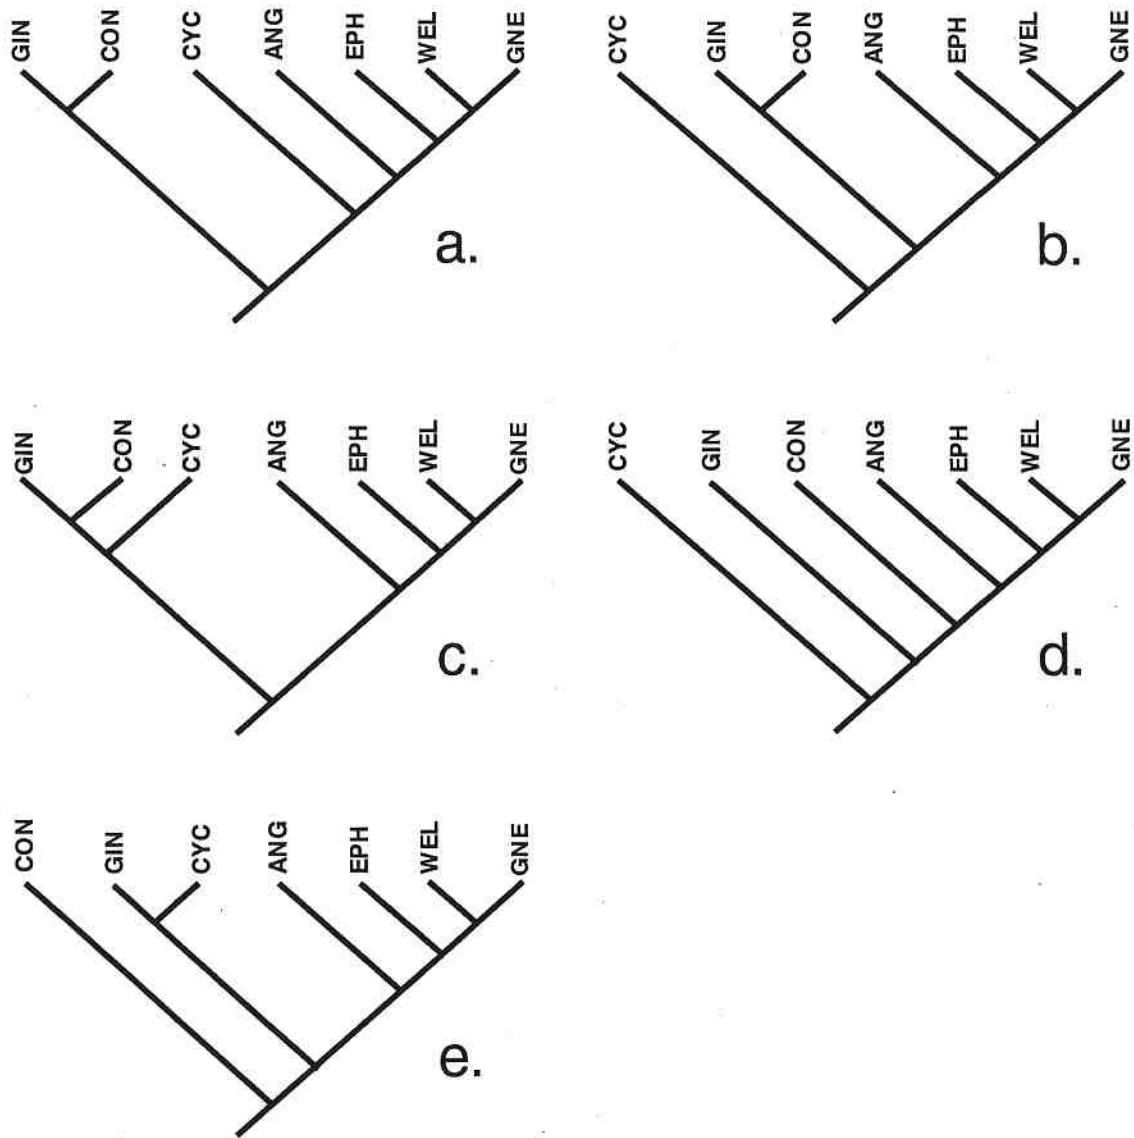 GIN CON CYC ANG EPH WEL GNE
a.
CYC GIN CON ANG EPH WEL GNE
b.
GIN CON CYC ANG EPH WEL GNE
c.
CYC GIN CON ANG EPH WEL GNE
d.
CON GIN CYC ANG EPH WEL GNE
e.